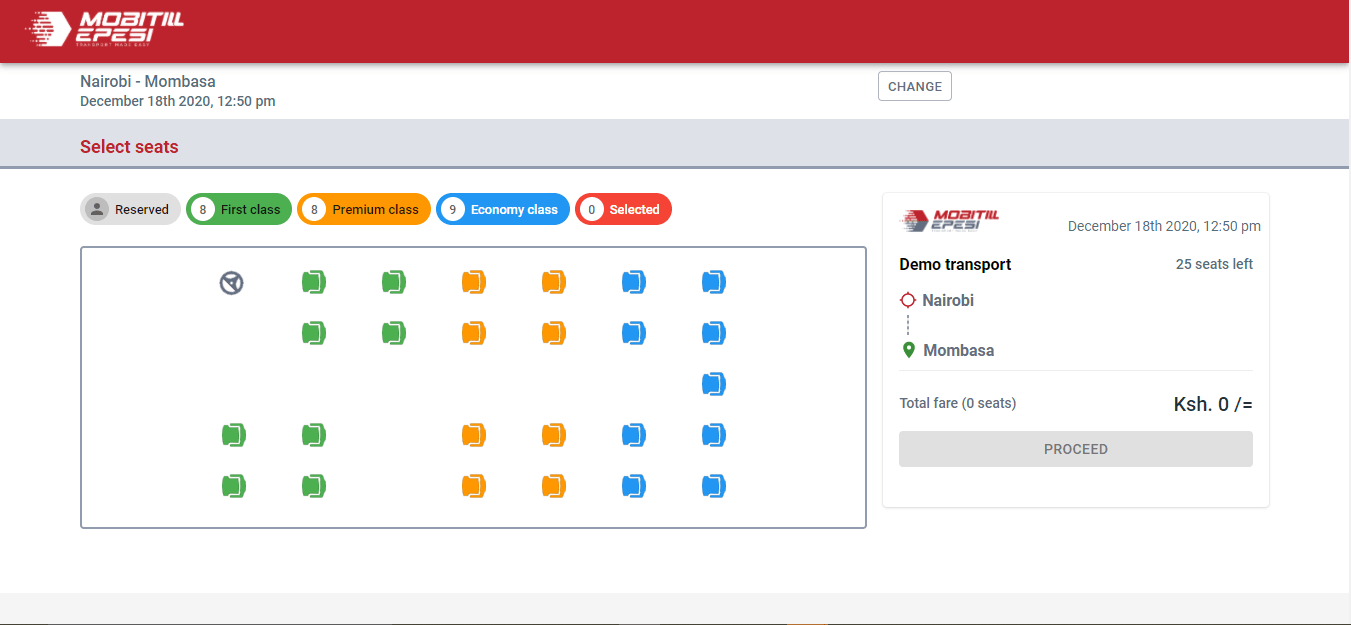 MOBITILL
EPESI
TRANSPORT MADE EASY
Nairobi - Mombasa
December 18th 2020, 12:50 pm
CHANGE
Select seats
Reserved
8 First class
8 Premium class
9 Economy class
0 Selected
MOBITILL
EPESI
December 18th 2020, 12:50 pm
Demo transport
25 seats left
Nairobi
Mombasa
Total fare (0 seats)
Ksh. 0 /=
PROCEED